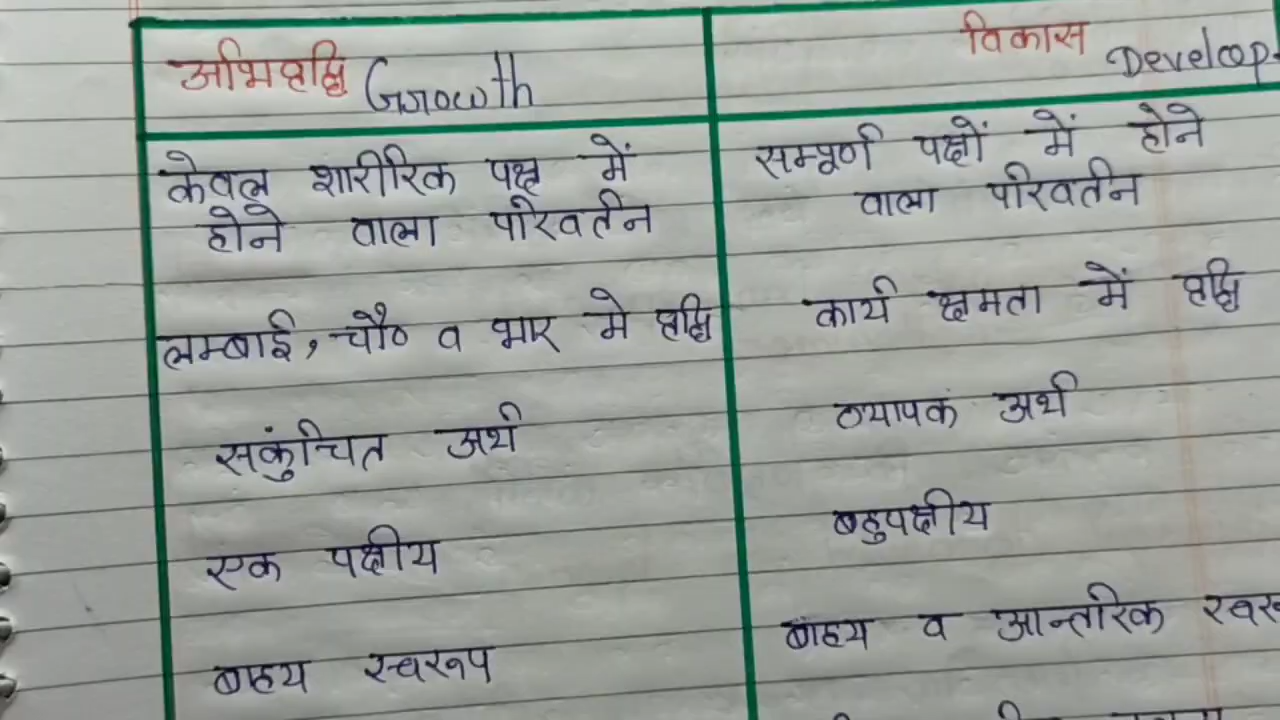 अभिवृद्धि Growth
केवल शारीरिक पक्ष में
होने वाला परिवर्तन
लम्बाई, चौ० व भार मे वृद्धि
सकुंचित अर्थ
एक पक्षीय
बाह्य स्वरूप
विकास Develop.
सम्पूर्ण पक्षों में होने
वाला परिवर्तन
कार्य क्षमता में वृद्धि
व्यापक अर्थ
बहुपक्षीय
बाह्य व आन्तरिक